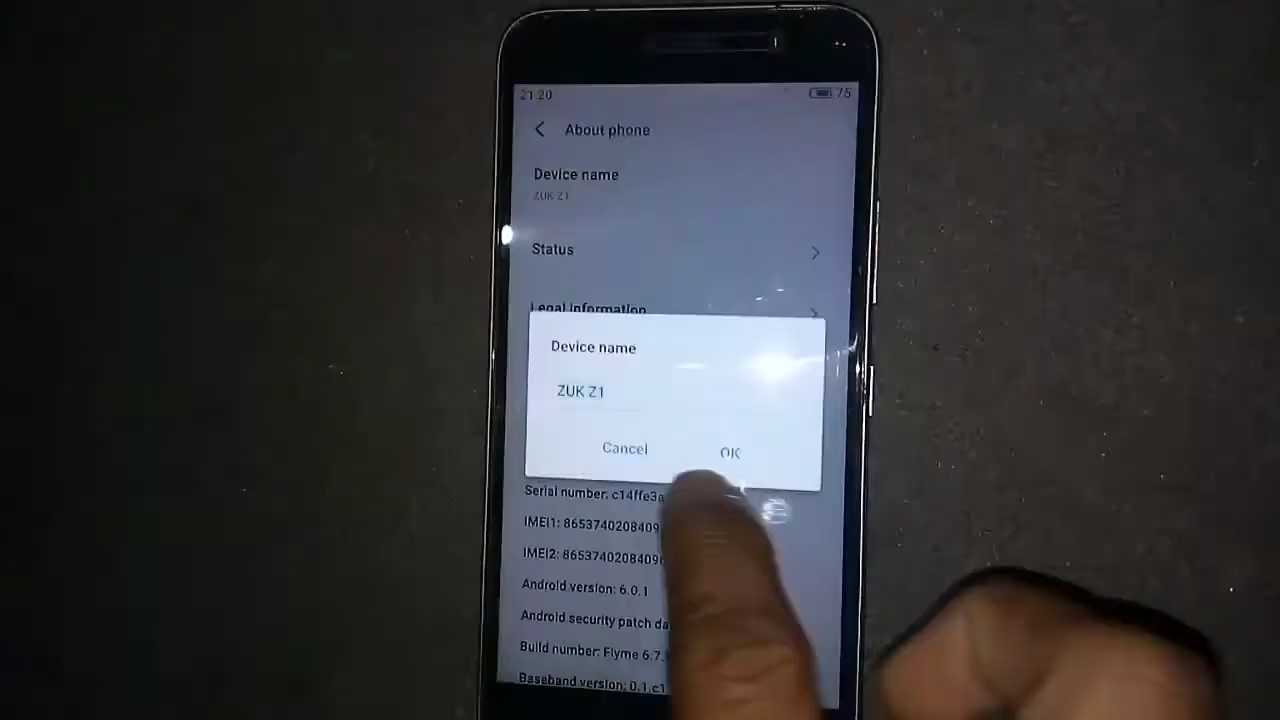 21:20
75
About phone
Device name
ZUK Z1
Status
Legal information
Device name
ZUK Z1
Cancel
OK
Serial number: c14ffe3a
IMEI1: 8653740208409
IMEI2: 8653740208409
Android version: 6.0.1
Android security patch da
Build number: Flyme 6.7.
Baseband version: 0.1.c1